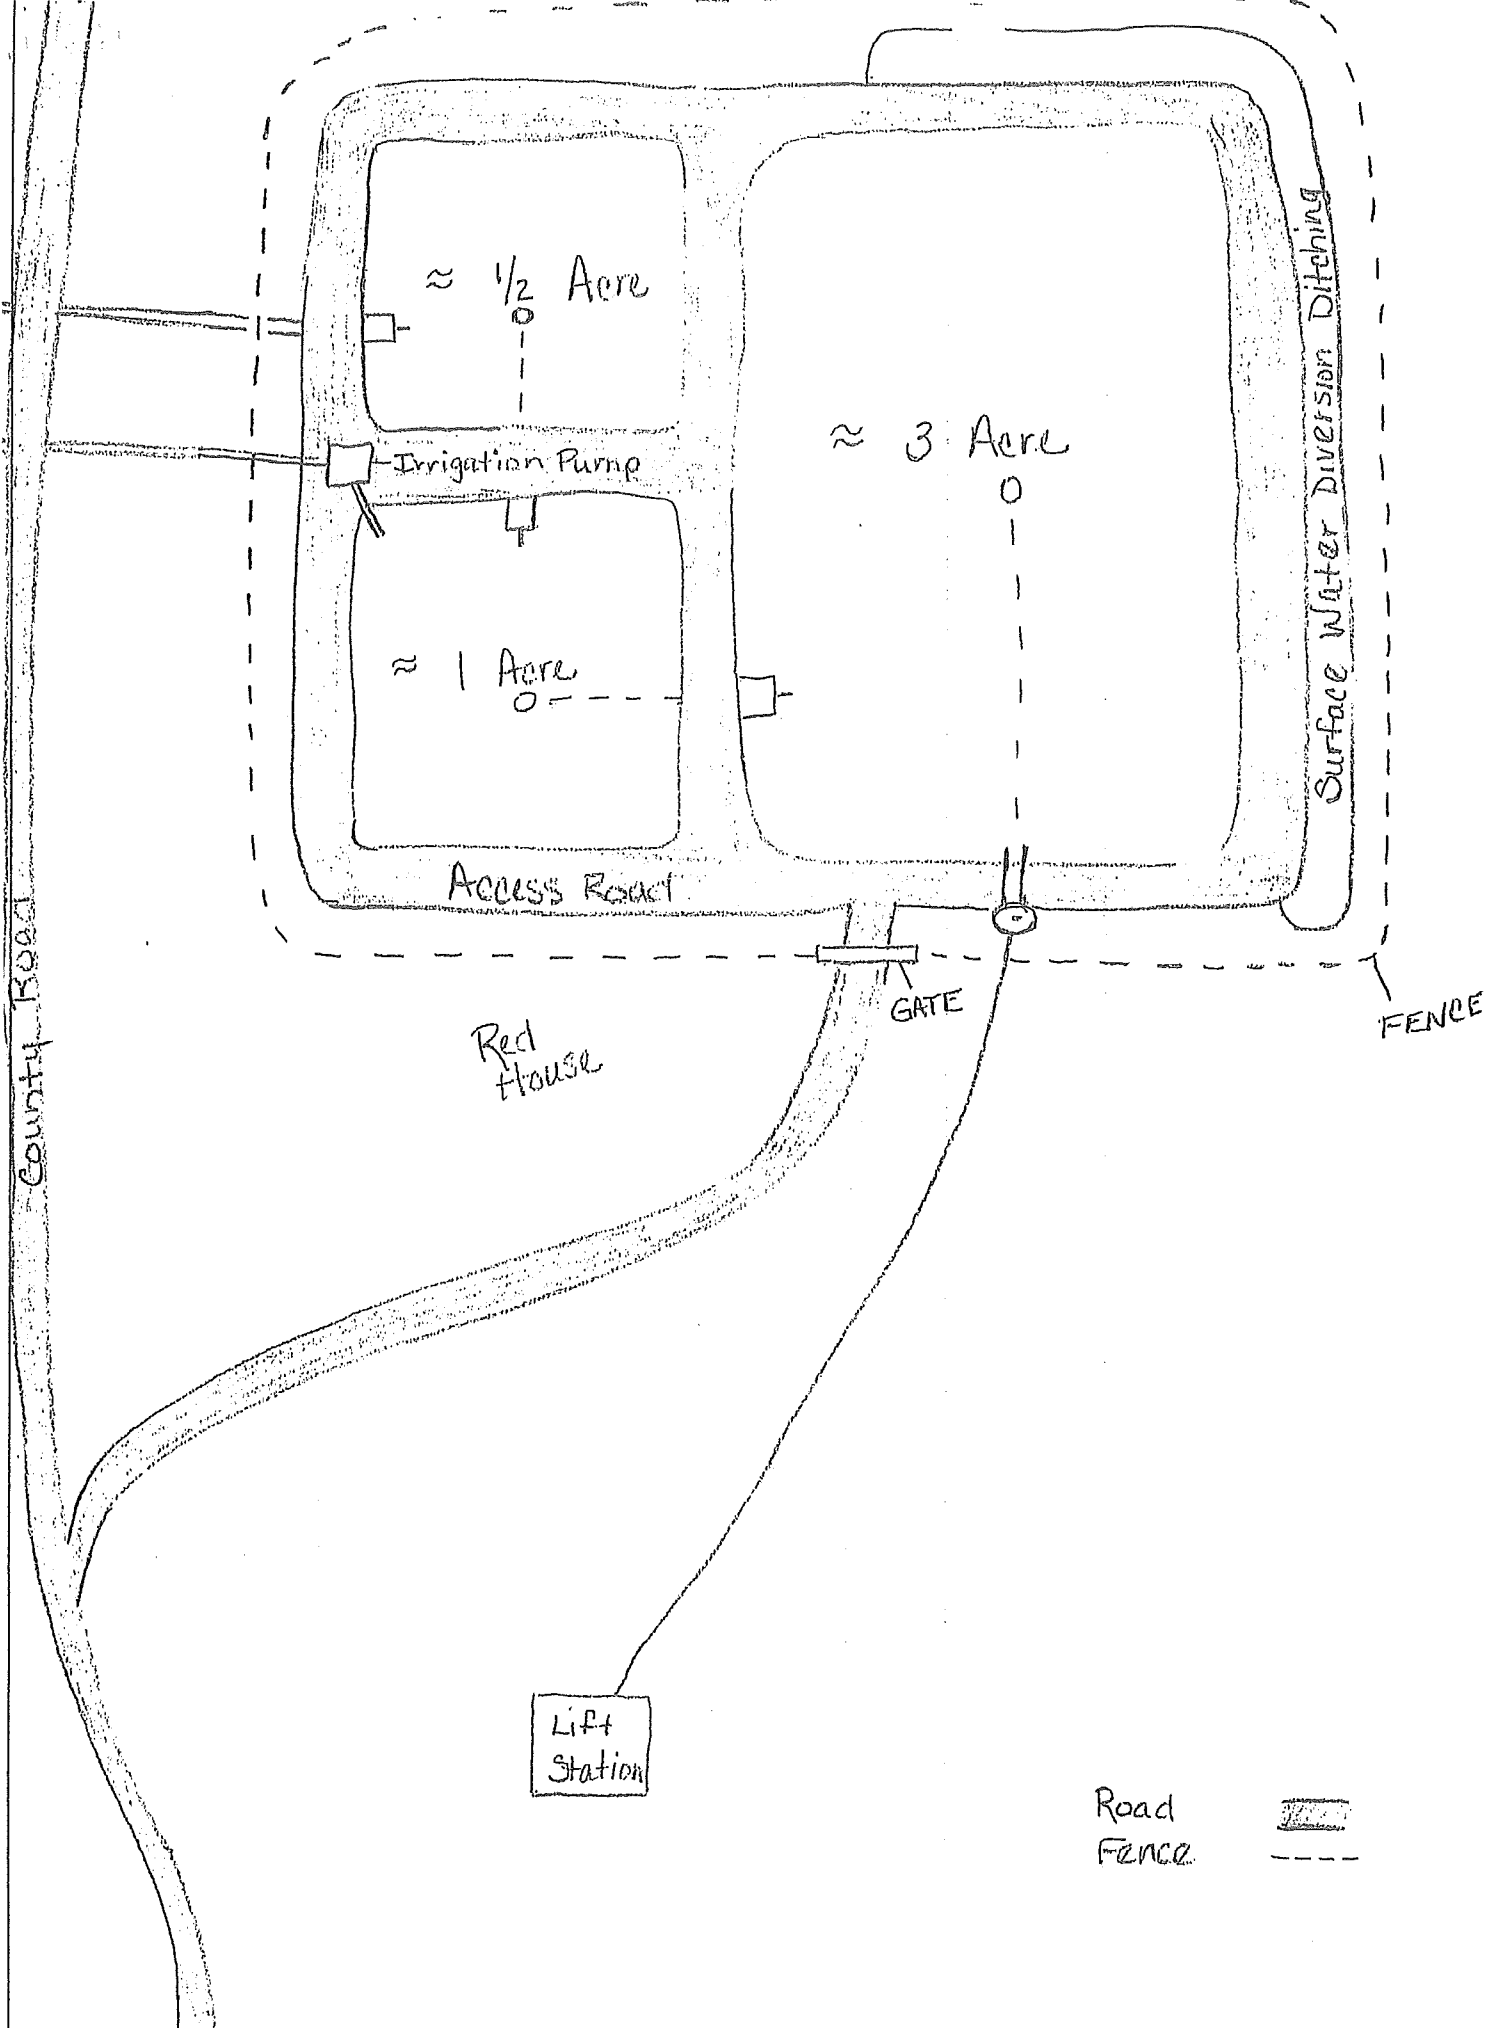 ≈ 1/2 Acre
≈ 3 Acre
Irrigation Pump
≈ 1 Acre
Surface Water Diversion Ditching
Access Road
County Road
GATE
FENCE
Red
House
Lift
Station
Road
Fence